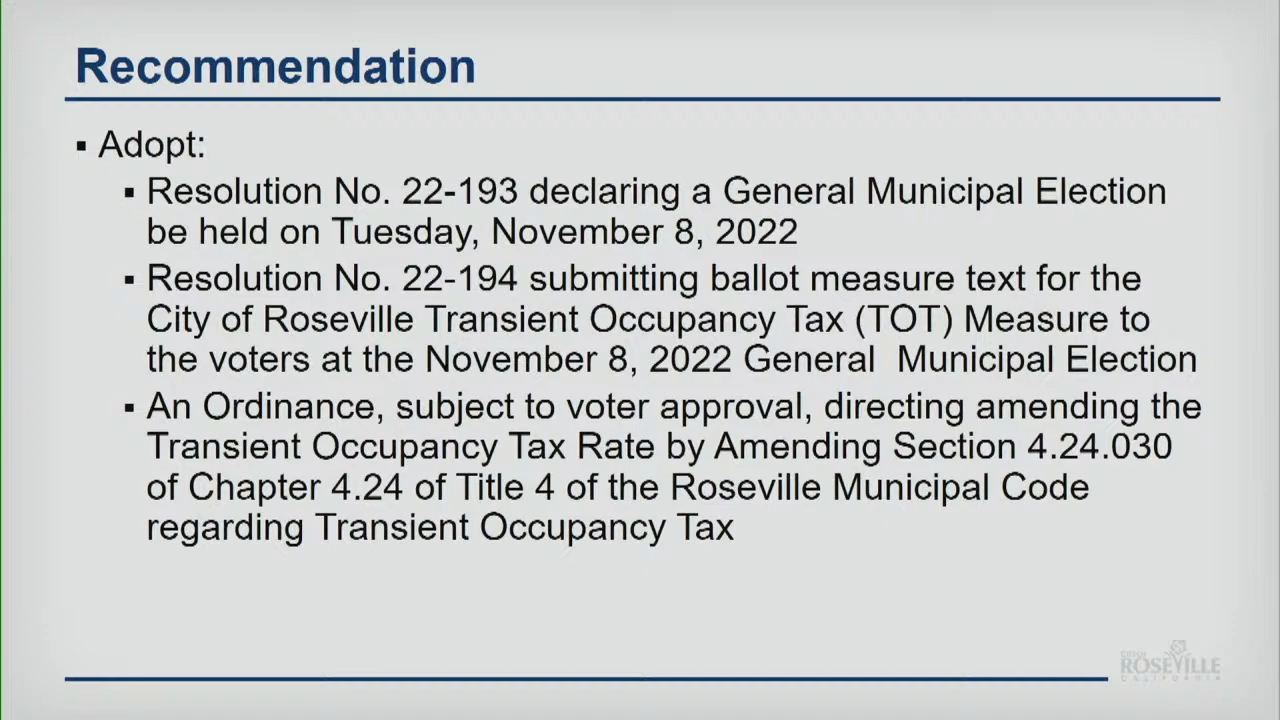 Recommendation
▪ Adopt:
▪ Resolution No. 22-193 declaring a General Municipal Election
be held on Tuesday, November 8, 2022
▪ Resolution No. 22-194 submitting ballot measure text for the
City of Roseville Transient Occupancy Tax (TOT) Measure to
the voters at the November 8, 2022 General  Municipal Election
▪ An Ordinance, subject to voter approval, directing amending the
Transient Occupancy Tax Rate by Amending Section 4.24.030
of Chapter 4.24 of Title 4 of the Roseville Municipal Code
regarding Transient Occupancy Tax
CITY OF
ROSEVILLE
CALIFORNIA